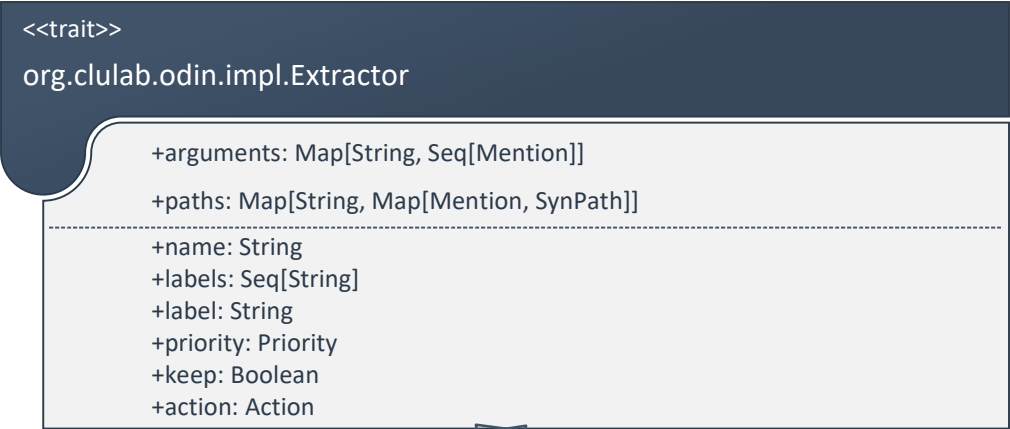 <<trait>>
org.clulab.odin.impl.Extractor
+arguments: Map[String, Seq[Mention]]
+paths: Map[String, Map[Mention, SynPath]]
+name: String
+labels: Seq[String]
+label: String
+priority: Priority
+keep: Boolean
+action: Action